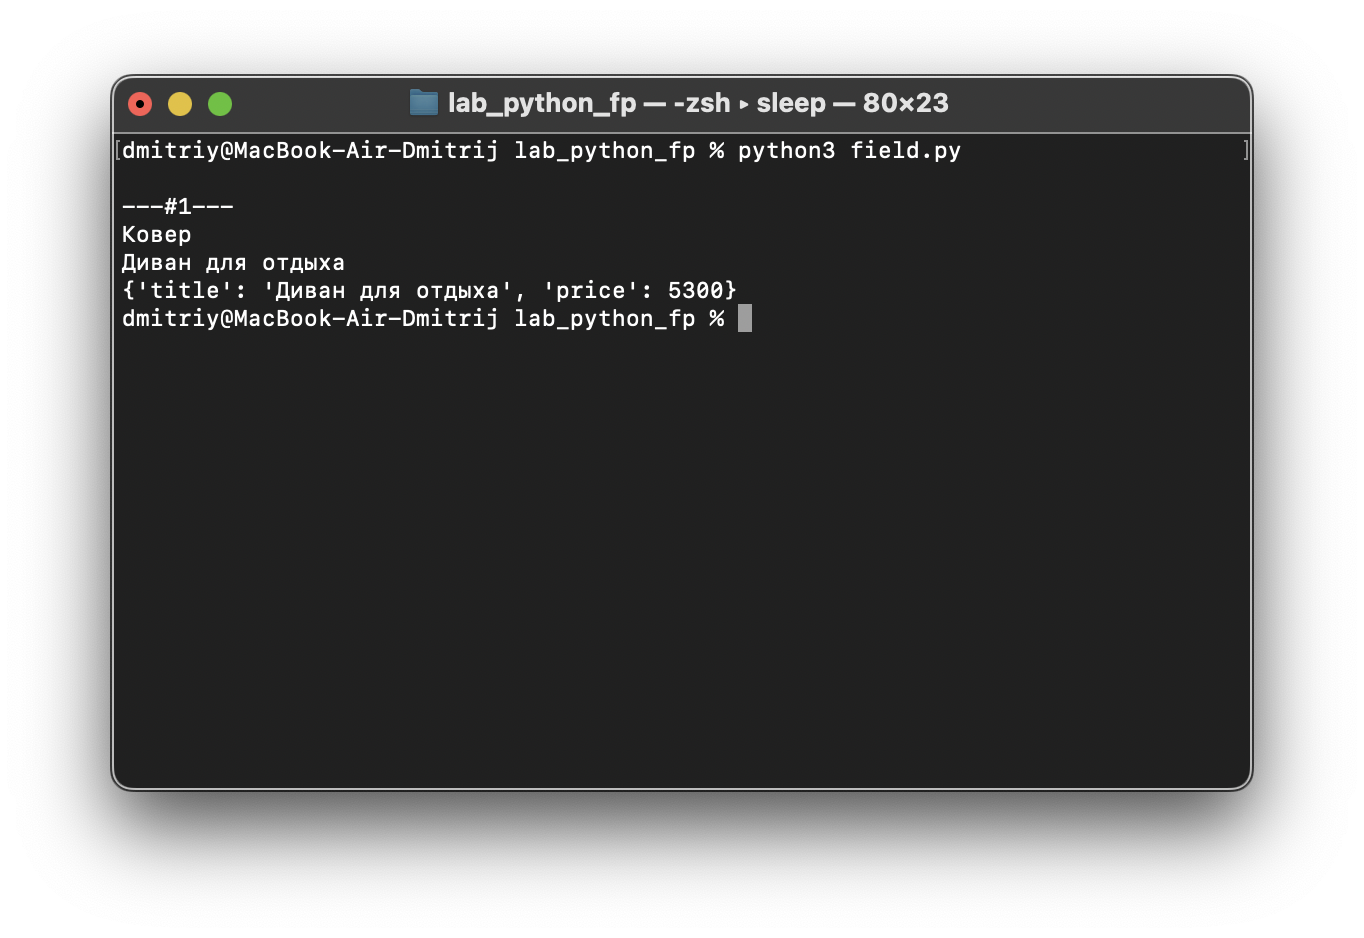 lab_python_fp — -zsh ▸ sleep — 80×23
[dmitriy@MacBook-Air-Dmitrij lab_python_fp % python3 field.py ]
---#1---
Ковер
Диван для отдыха
{'title': 'Диван для отдыха', 'price': 5300}
dmitriy@MacBook-Air-Dmitrij lab_python_fp %